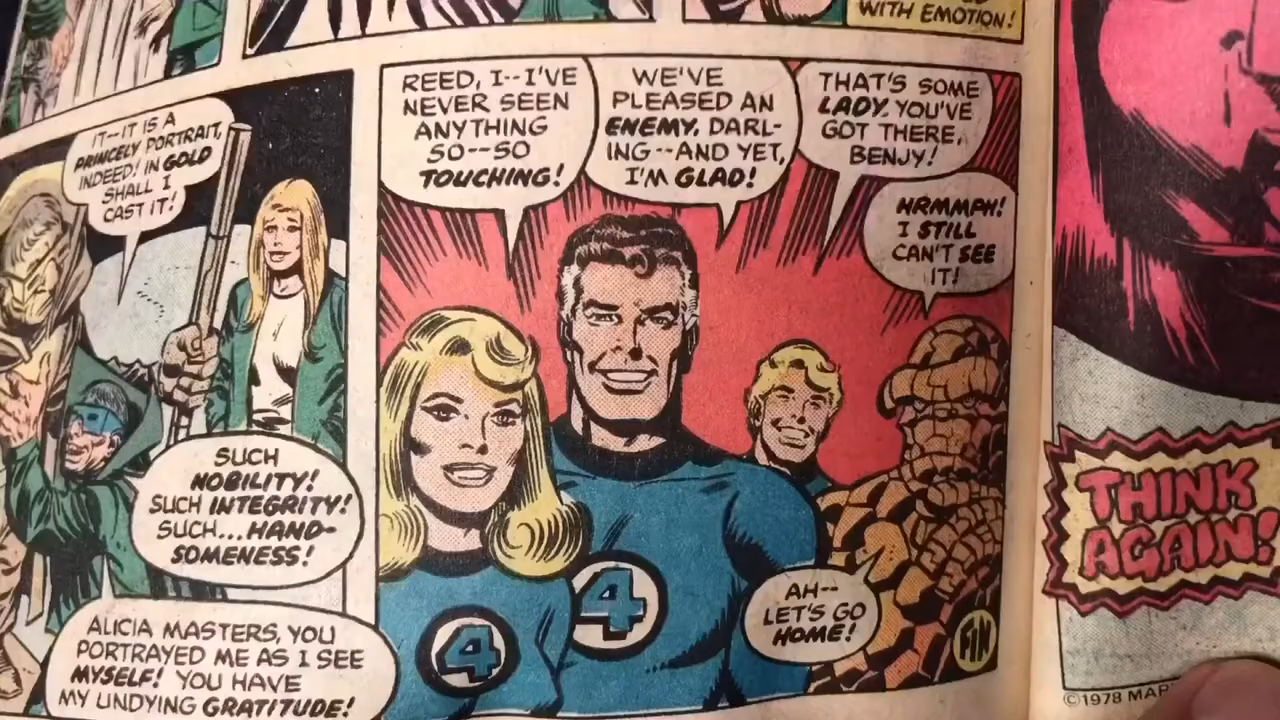 WITH EMOTION!
IT--IT IS A
PRINCELY PORTRAIT,
INDEED! IN GOLD
SHALL I
CAST IT!
SUCH
NOBILITY!
SUCH INTEGRITY!
SUCH...HAND-
SOMENESS!
ALICIA MASTERS, YOU
PORTRAYED ME AS I SEE
MYSELF! YOU HAVE
MY UNDYING GRATITUDE!
REED, I--I'VE
NEVER SEEN
ANYTHING
SO--SO
TOUCHING!
WE'VE
PLEASED AN
ENEMY, DARL-
ING--AND YET,
I'M GLAD!
THAT'S SOME
LADY, YOU'VE
GOT THERE,
BENJY!
HRMMPH!
I STILL
CAN'T SEE
IT!
4
4
AH--
LET'S GO
HOME!
FIN
THINK
AGAIN!
©1978